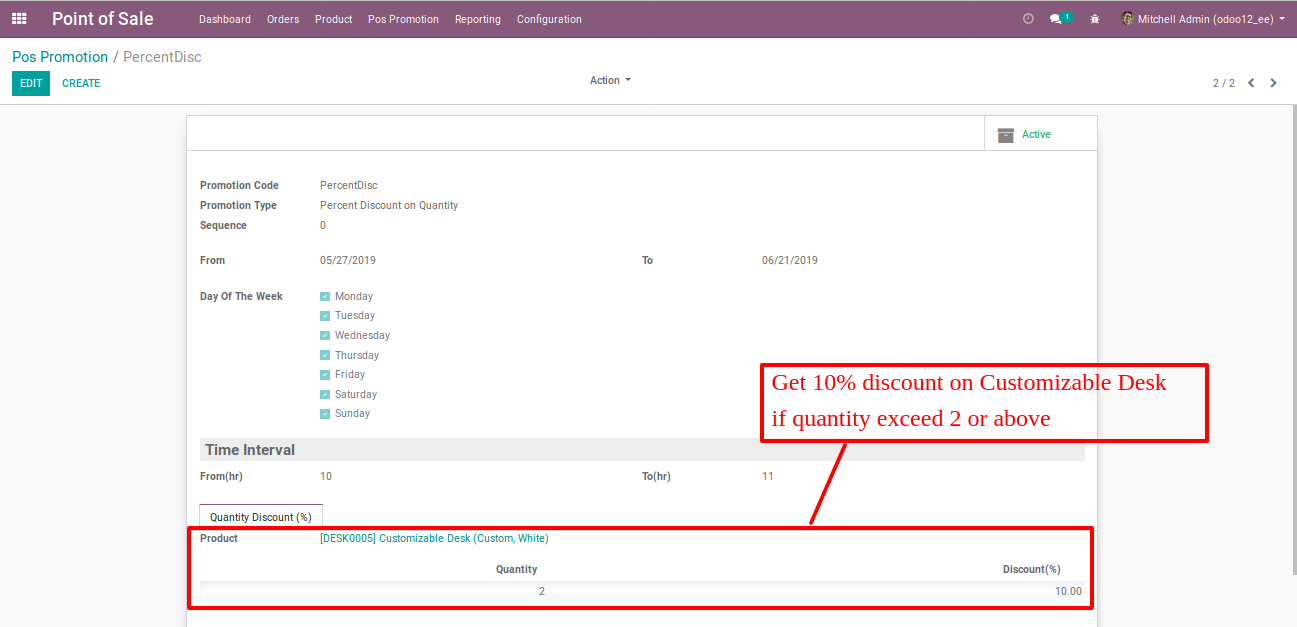 Point of Sale Dashboard Orders Product Pos Promotion Reporting Configuration 1 Mitchell Admin (odoo12_ee)
Pos Promotion / PercentDisc
EDIT CREATE Action 2 / 2
Active
Promotion Code PercentDisc
Promotion Type Percent Discount on Quantity
Sequence 0
From 05/27/2019 To 06/21/2019
Day Of The Week Monday
Tuesday
Wednesday
Thursday
Friday
Saturday
Sunday
Get 10% discount on Customizable Desk
if quantity exceed 2 or above
Time Interval
From(hr) 10 To(hr) 11
Quantity Discount (%)
Product [DESK0005] Customizable Desk (Custom, White)
Quantity Discount(%)
2 10.00